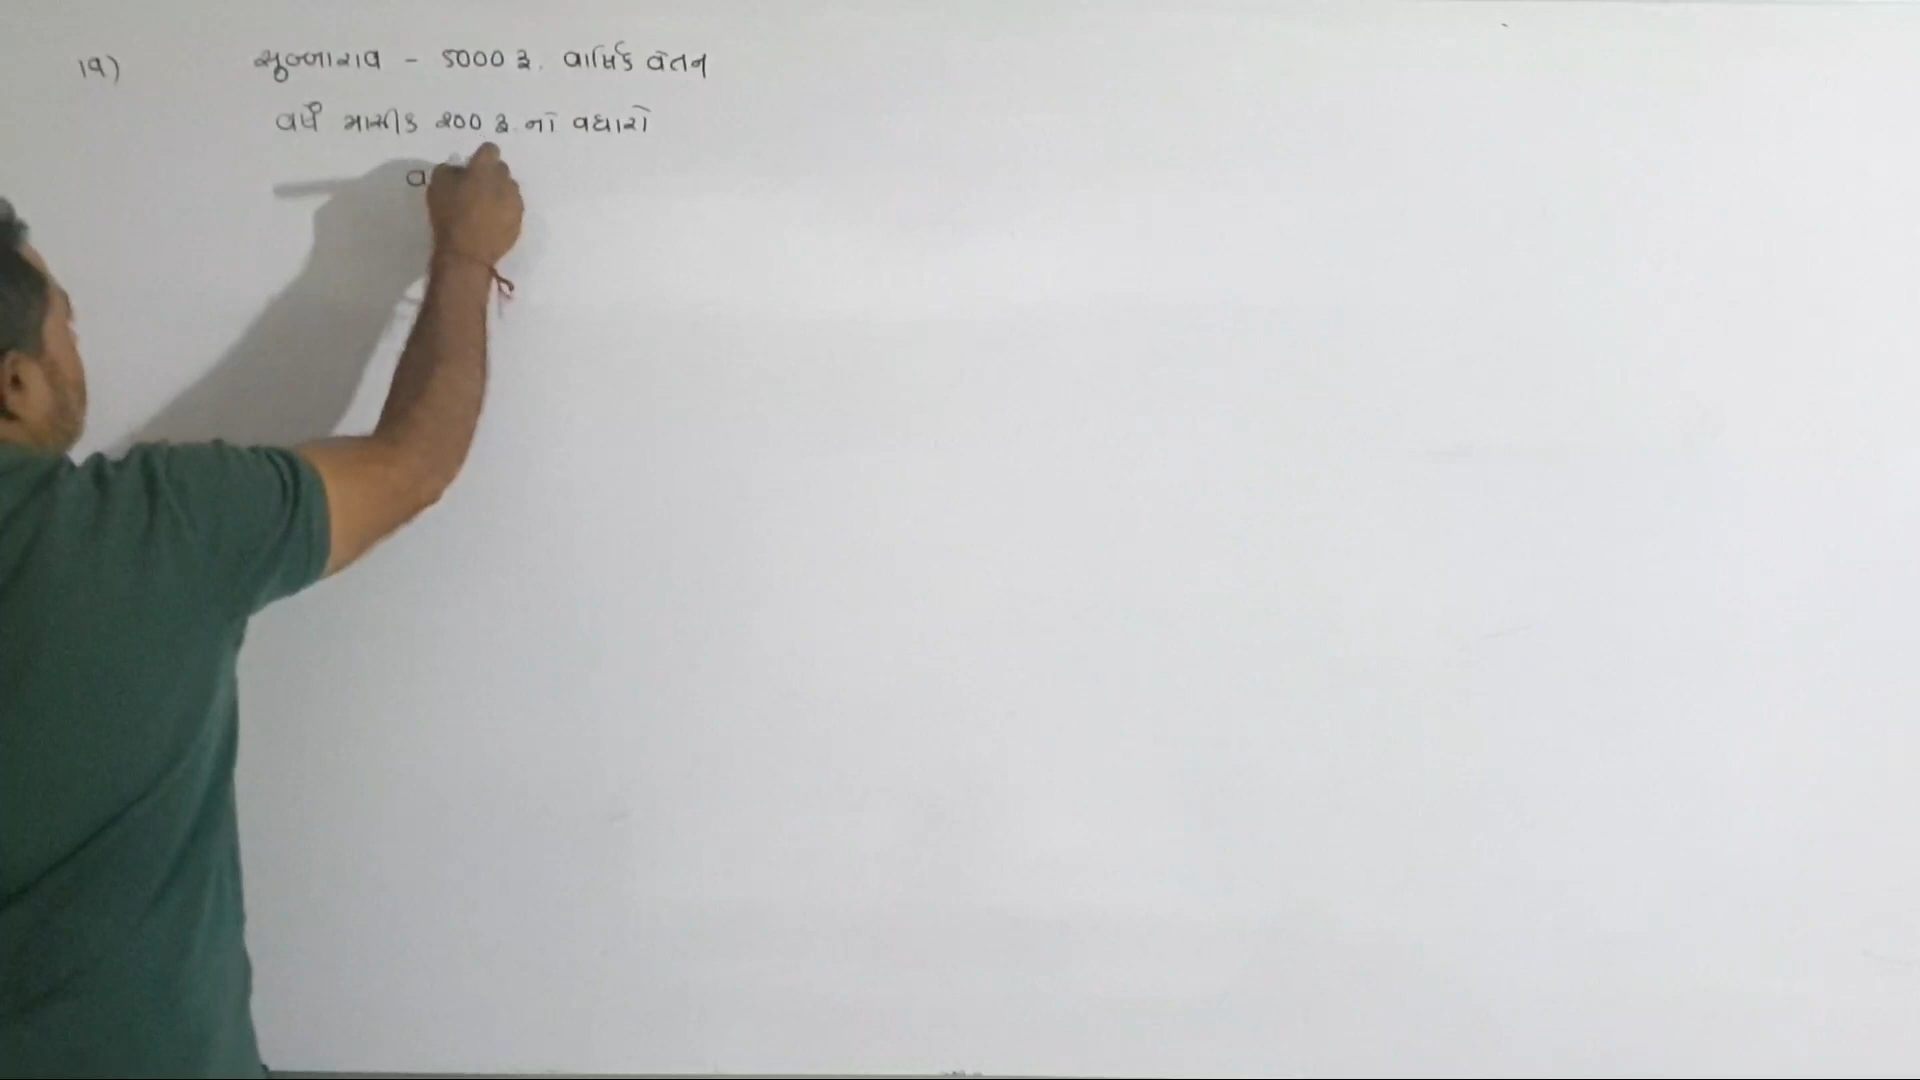 19) સુબ્બારાવ - 5000 રૂ. વાર્ષિક વેતન
વર્ષે માસીક 200 રૂ. નો વધારો
a